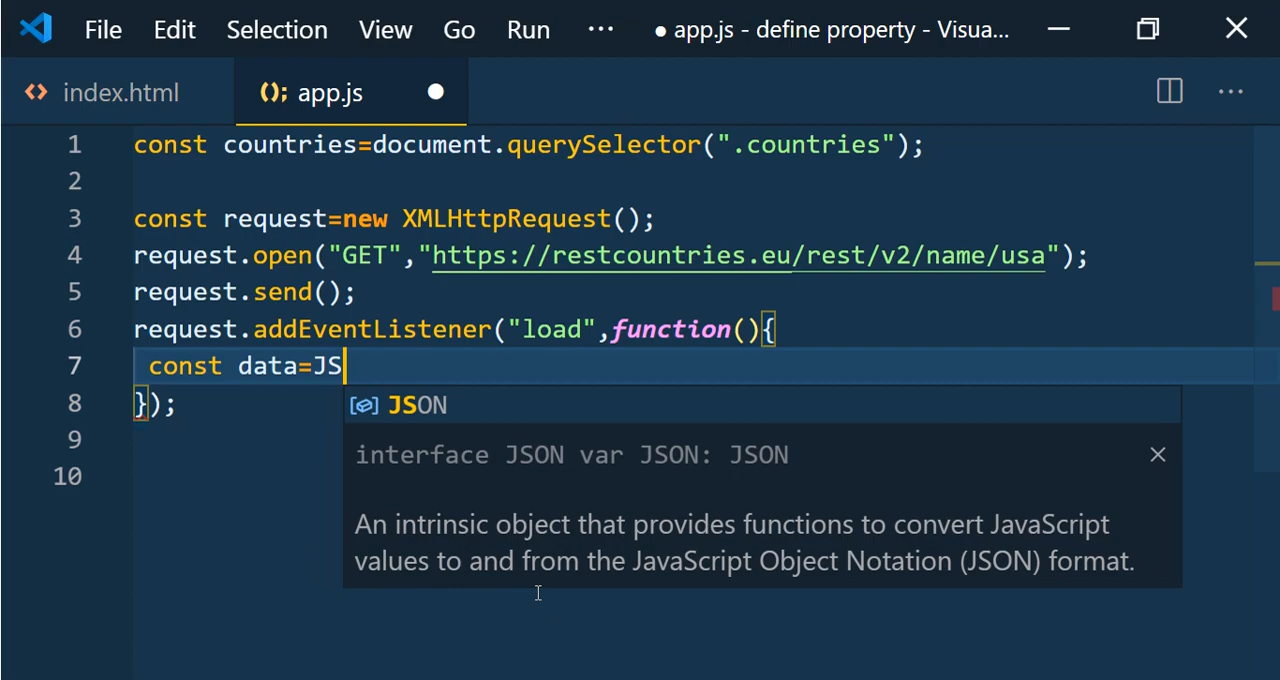 File Edit Selection View Go Run ··· ● app.js - define property - Visua...
index.html (); app.js ●
1 const countries=document.querySelector(".countries");
2
3 const request=new XMLHttpRequest();
4 request.open("GET","https://restcountries.eu/rest/v2/name/usa");
5 request.send();
6 request.addEventListener("load",function(){
7 const data=JS
JSON
8 });
interface JSON var JSON: JSON
9
10
An intrinsic object that provides functions to convert JavaScript
values to and from the JavaScript Object Notation (JSON) format.